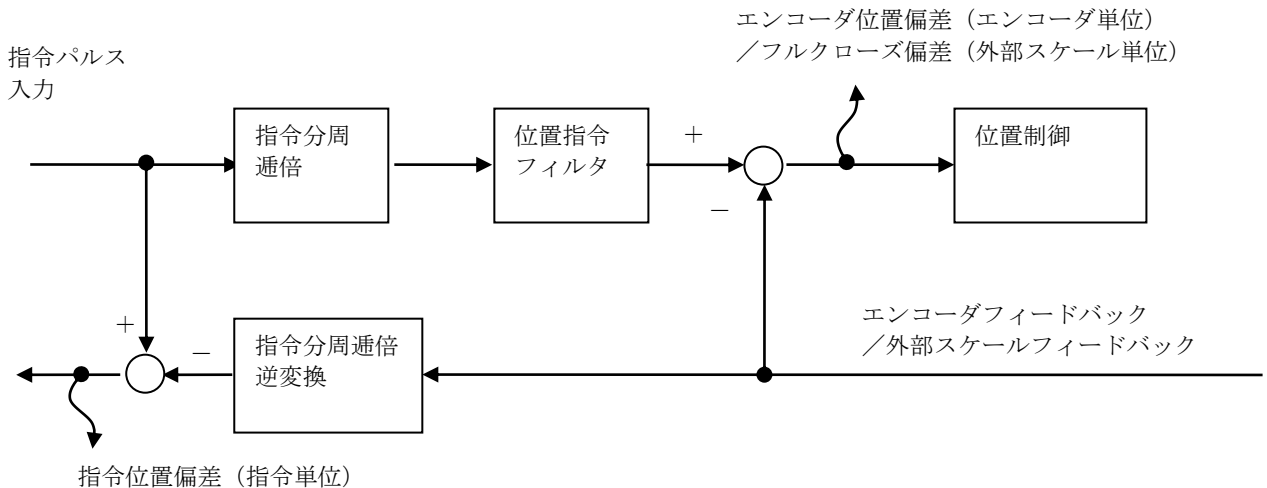 エンコーダ位置偏差（エンコーダ単位）
／フルクローズ偏差（外部スケール単位）
指令パルス
入力
指令分周
逓倍
位置指令
フィルタ
＋
－
位置制御
エンコーダフィードバック
／外部スケールフィードバック
＋
－
指令分周逓倍
逆変換
指令位置偏差（指令単位）